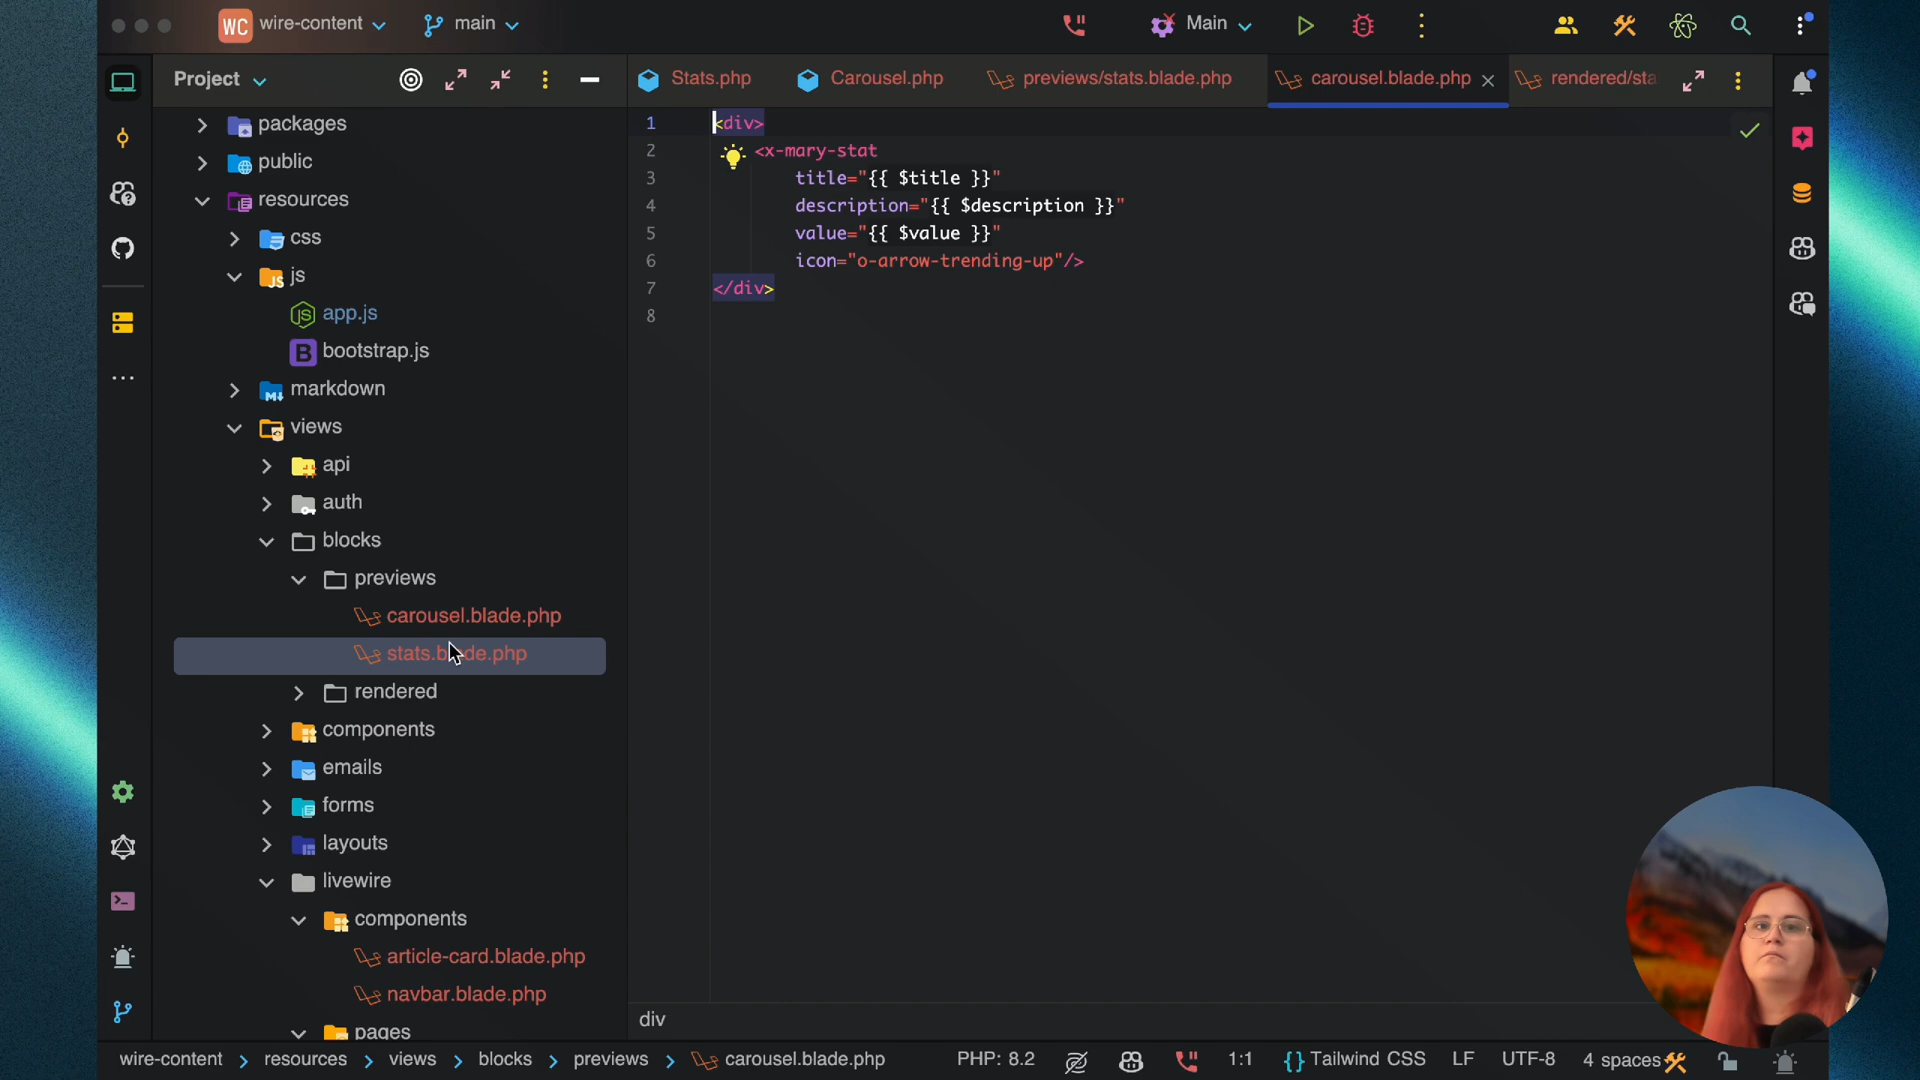 WC wire-content
main
Main
Project
Stats.php
Carousel.php
previews/stats.blade.php
carousel.blade.php
rendered/sta
packages
public
resources
css
js
app.js
bootstrap.js
markdown
views
api
auth
blocks
previews
carousel.blade.php
stats.blade.php
rendered
components
emails
forms
layouts
livewire
components
article-card.blade.php
navbar.blade.php
pages
1 <div>
2 <x-mary-stat
3 title="{{ $title }}"
4 description="{{ $description }}"
5 value="{{ $value }}"
6 icon="o-arrow-trending-up"/>
7 </div>
8
div
wire-content > resources > views > blocks > previews > carousel.blade.php
PHP: 8.2
1:1
{} Tailwind CSS
LF
UTF-8
4 spaces